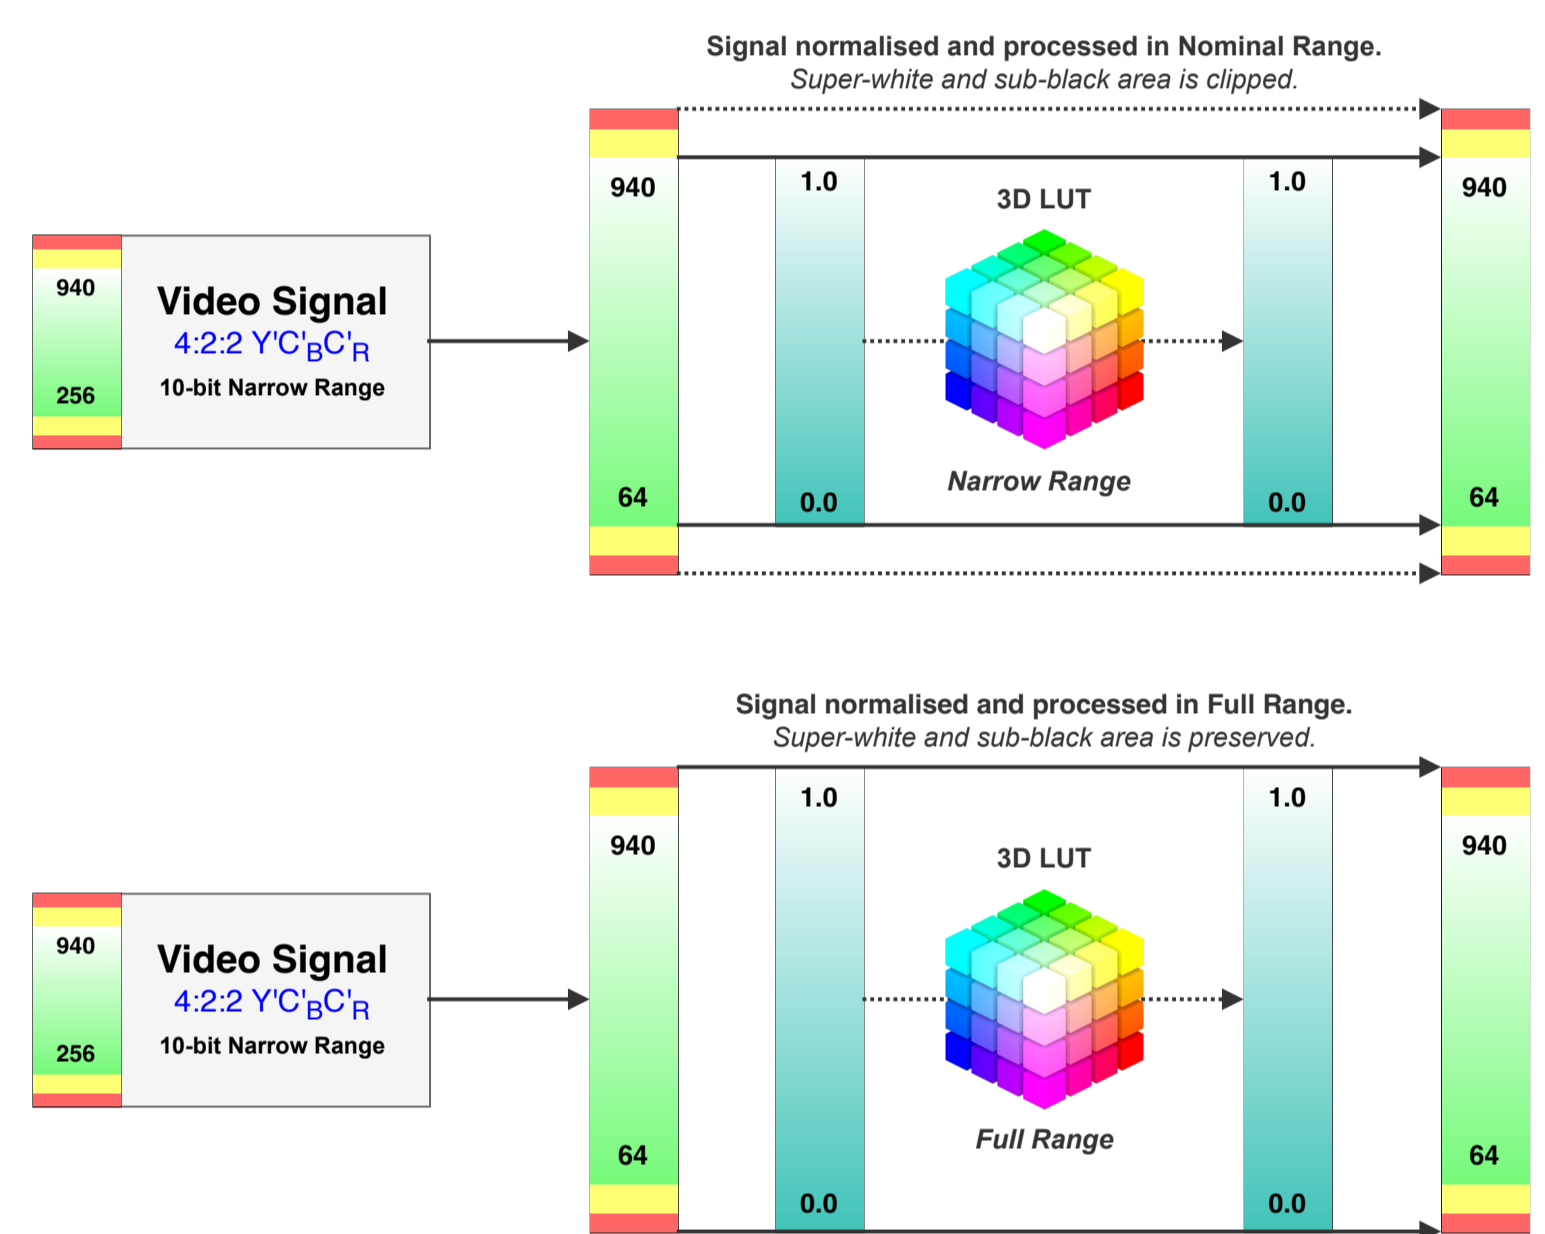 Signal normalised and processed in Nominal Range.
Super-white and sub-black area is clipped.
940
256
Video Signal
4:2:2 Y'C'BC'R
10-bit Narrow Range
940
64
1.0
0.0
3D LUT
Narrow Range
1.0
0.0
940
64
Signal normalised and processed in Full Range.
Super-white and sub-black area is preserved.
940
256
Video Signal
4:2:2 Y'C'BC'R
10-bit Narrow Range
940
64
1.0
0.0
3D LUT
Full Range
1.0
0.0
940
64